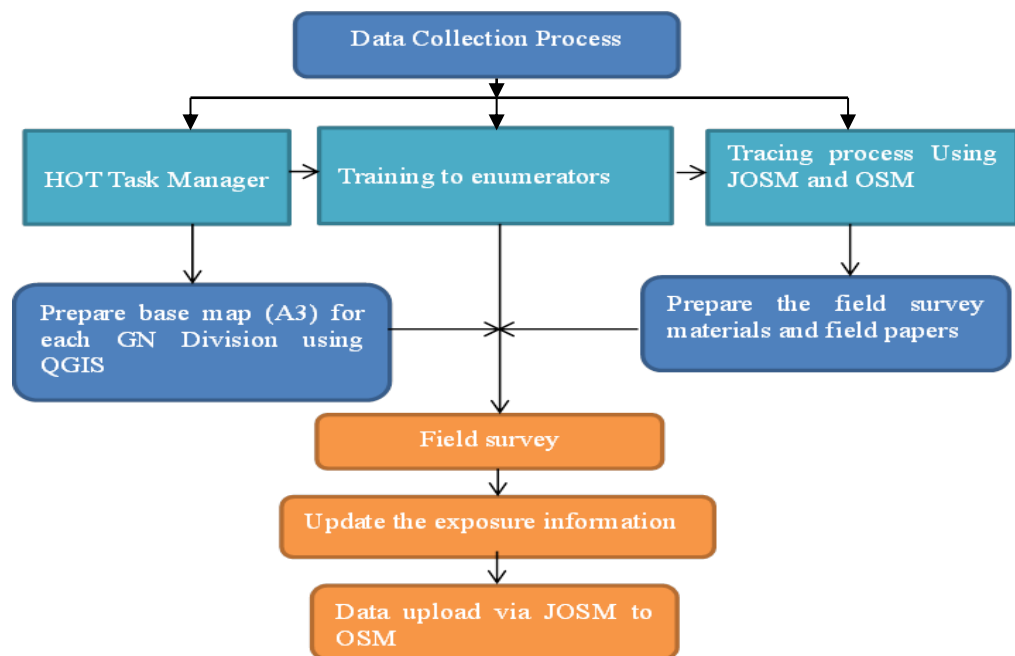 Data Collection Process
HOT Task Manager
Training to enumerators
Tracing process Using
JOSM and OSM
Prepare base map (A3) for
each GN Division using
QGIS
Prepare the field survey
materials and field papers
Field survey
Update the exposure information
Data upload via JOSM to
OSM